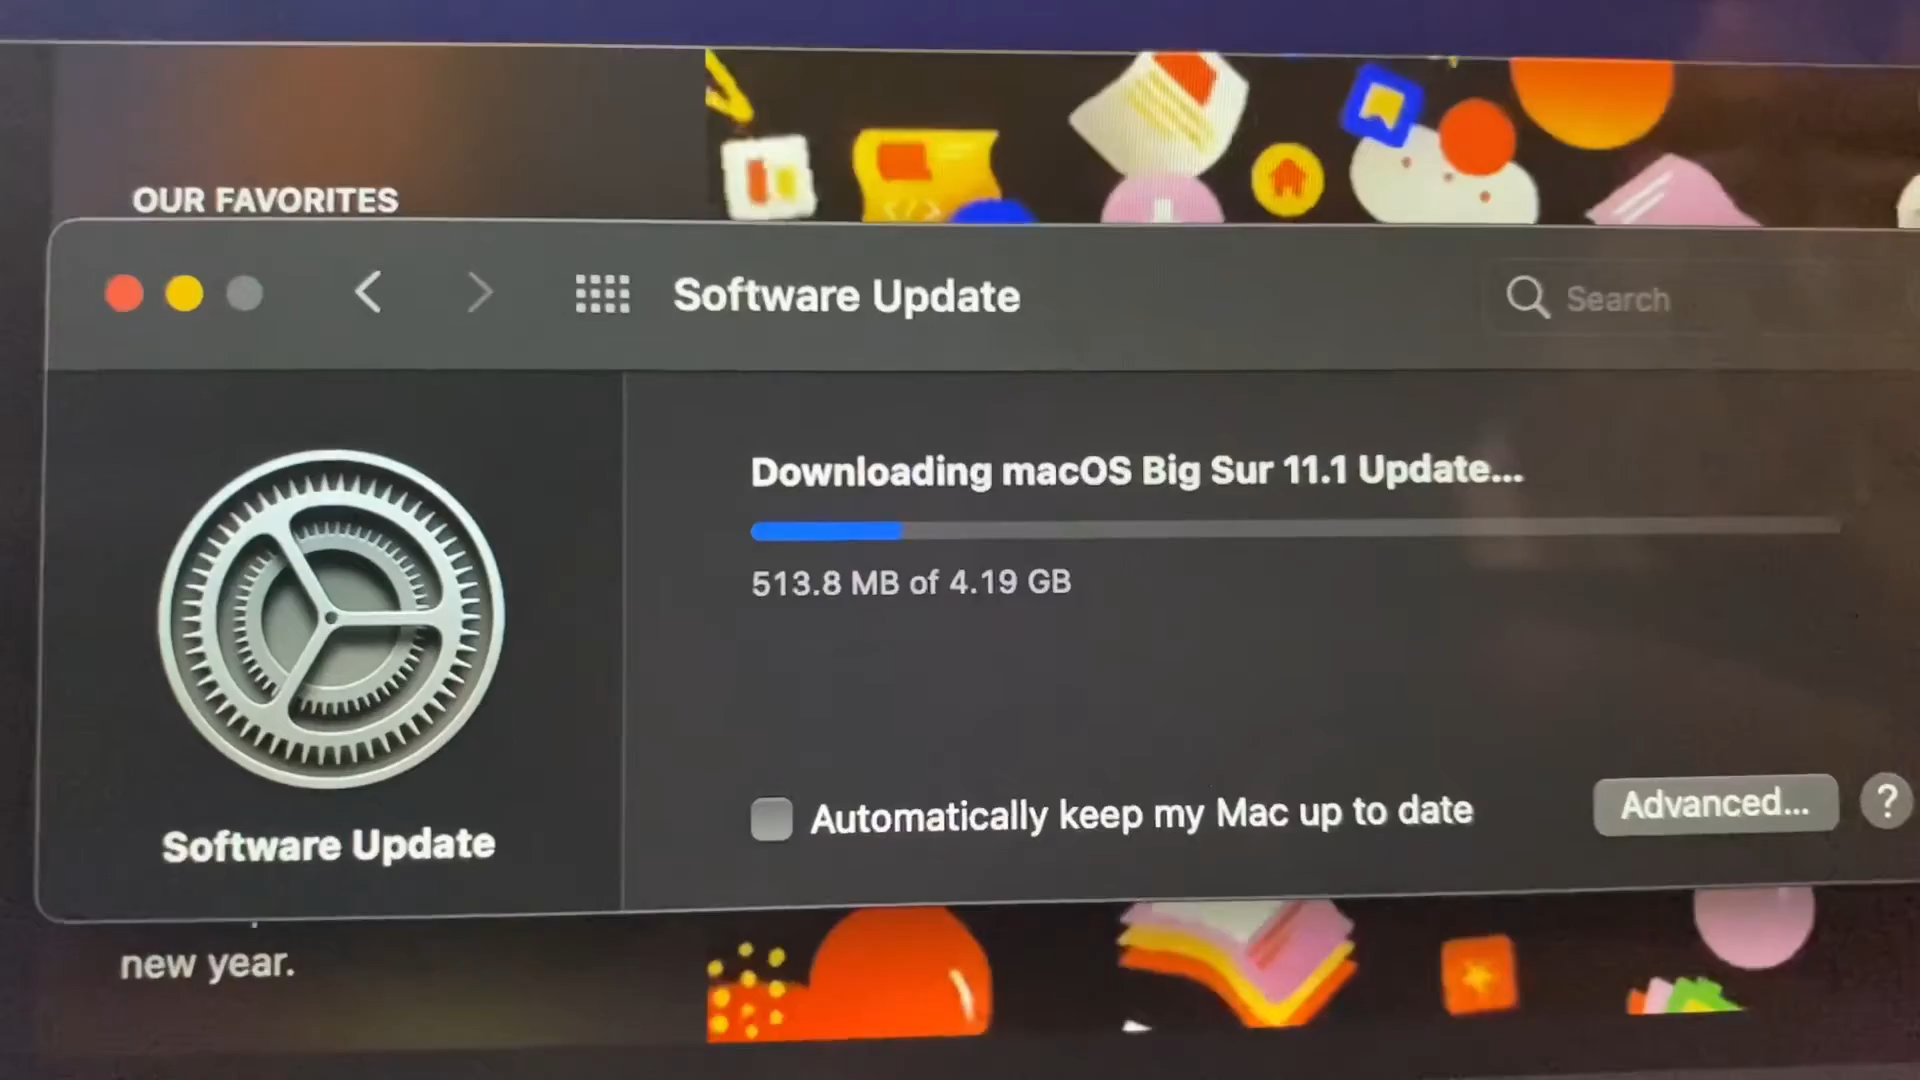 OUR FAVORITES
Software Update
Search
Downloading macOS Big Sur 11.1 Update...
513.8 MB of 4.19 GB
Automatically keep my Mac up to date
Advanced...
?
Software Update
new year.